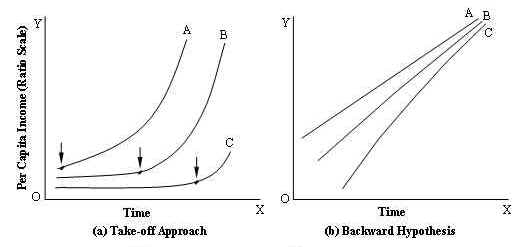 Y
A
B
Per Capita Income (Ratio Scale)
C
O
Time
X
(a) Take-off Approach
Y
A
B
C
O
Time
X
(b) Backward Hypothesis